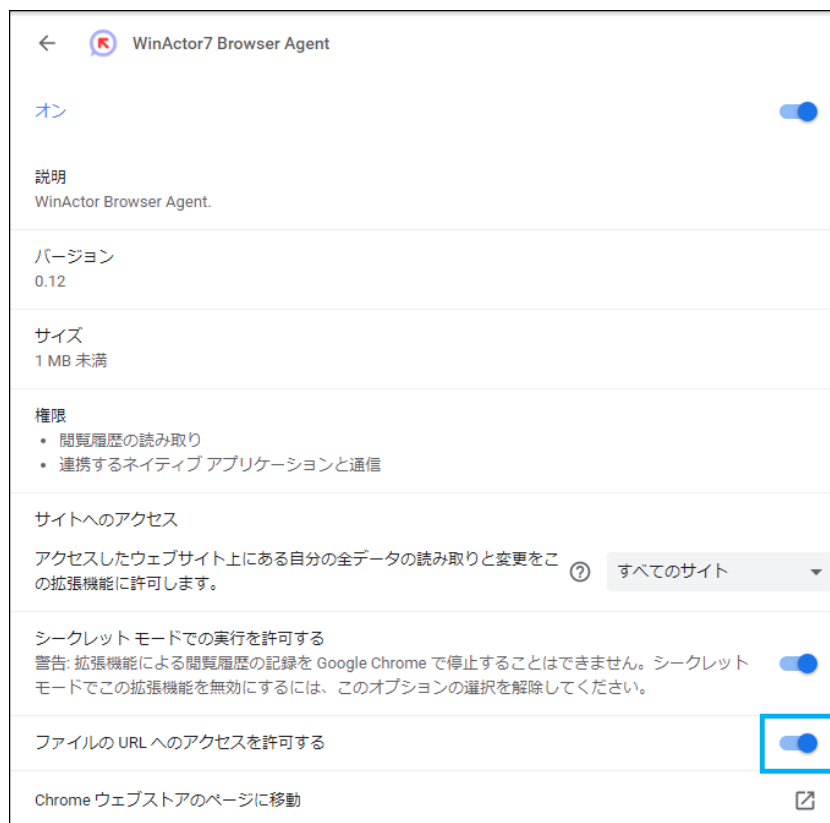 WinActor7 Browser Agent
オン
説明
WinActor Browser Agent.
バージョン
0.12
サイズ
1 MB 未満
権限
• 閲覧履歴の読み取り
• 連携するネイティブ アプリケーションと通信
サイトへのアクセス
アクセスしたウェブサイト上にある自分の全データの読み取りと変更をこ
の拡張機能に許可します。
すべてのサイト
シークレット モードでの実行を許可する
警告: 拡張機能による閲覧履歴の記録を Google Chrome で停止することはできません。シークレット
モードでこの拡張機能を無効にするには、このオプションの選択を解除してください。
ファイルの URL へのアクセスを許可する
Chrome ウェブストアのページに移動